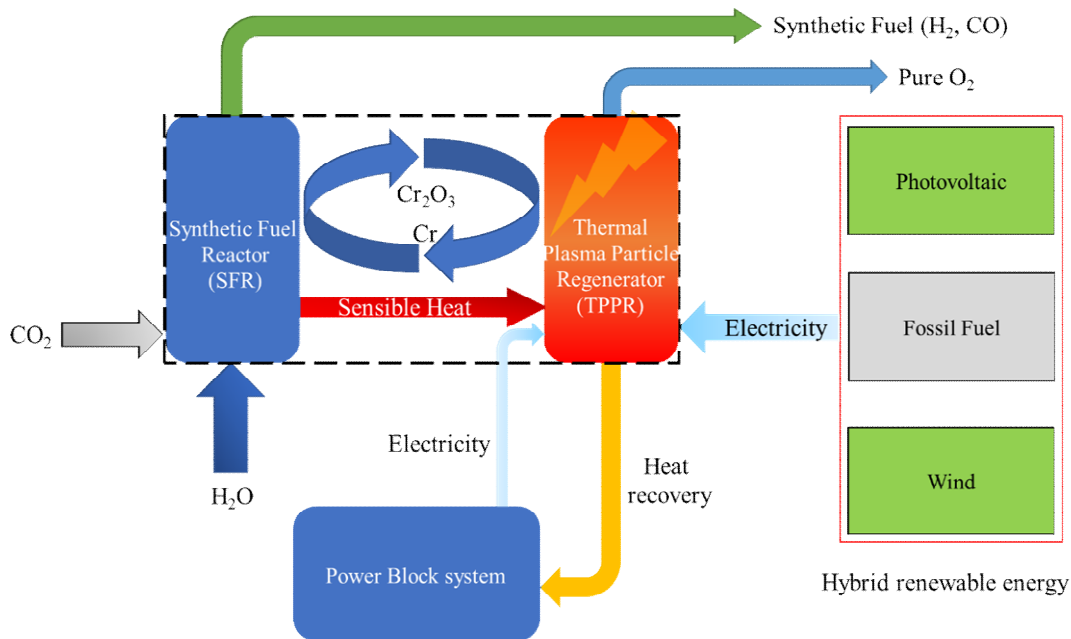 Synthetic Fuel (H₂, CO)
Pure O₂
Photovoltaic
Cr₂O₃
Cr
Synthetic Fuel
Reactor
(SFR)
Thermal
Plasma Particle
Regenerator
(TPPR)
Sensible Heat
CO₂
Electricity
Fossil Fuel
Electricity
Heat
recovery
H₂O
Wind
Power Block system
Hybrid renewable energy